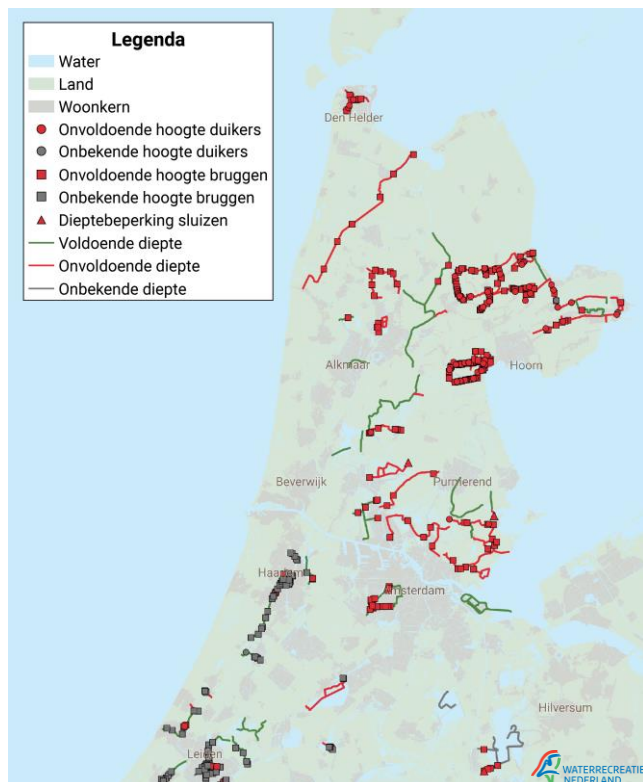 Legenda
Water
Land
Woonkern
Onvoldoende hoogte duikers
Onbekende hoogte duikers
Onvoldoende hoogte bruggen
Onbekende hoogte bruggen
Dieptebeperking sluizen
Voldoende diepte
Onvoldoende diepte
Onbekende diepte
Den Helder
Alkmaar
Hoorn
Beverwijk
Purmerend
Haarlem
Amsterdam
Hilversum
Leiden
WATERRECREATIE
NEDERLAND